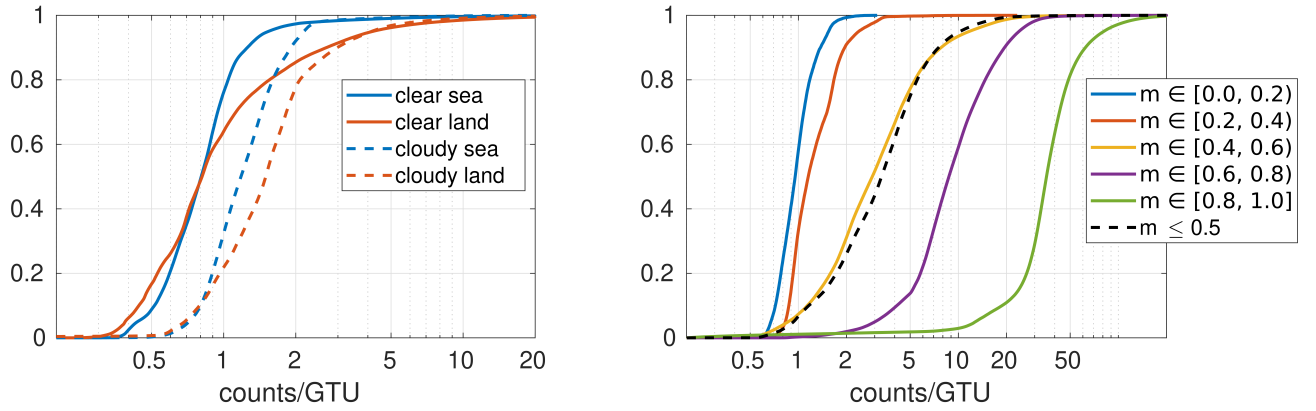 1
0.8
0.6
0.4
0.2
0
0.5
1
2
5
10
20
counts/GTU
clear sea
clear land
cloudy sea
cloudy land
1
0.8
0.6
0.4
0.2
0
0.5
1
2
5
10
20
50
counts/GTU
m ∈ [0.0, 0.2)
m ∈ [0.2, 0.4)
m ∈ [0.4, 0.6)
m ∈ [0.6, 0.8)
m ∈ [0.8, 1.0]
m ≤ 0.5